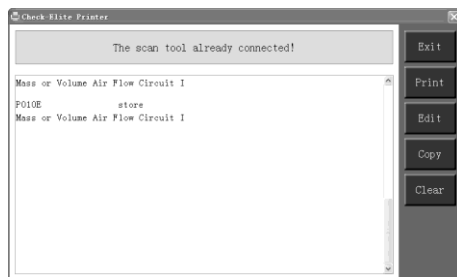 Check-Elite Printer
The scan tool already connected!
Mass or Volume Air Flow Circuit I
P010E store
Mass or Volume Air Flow Circuit I
Exit
Print
Edit
Copy
Clear